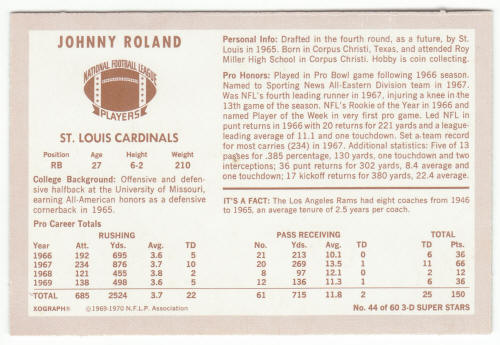 JOHNNY ROLAND
NATIONAL FOOTBALL LEAGUE
PLAYERS
ST. LOUIS CARDINALS
Position Age Height Weight
RB 27 6-2 210
College Background: Offensive and defen-
sive halfback at the University of Missouri,
earning All-American honors as a defensive
cornerback in 1965.
Personal Info: Drafted in the fourth round, as a future, by St.
Louis in 1965. Born in Corpus Christi, Texas, and attended Roy
Miller High School in Corpus Christi. Hobby is coin collecting.
Pro Honors: Played in Pro Bowl game following 1966 season.
Named to Sporting News All-Eastern Division team in 1967.
Was NFL's fourth leading runner in 1967, injuring a knee in the
13th game of the season. NFL's Rookie of the Year in 1966 and
named Player of the Week in very first pro game. Led NFL in
punt returns in 1966 with 20 returns for 221 yards and a league-
leading average of 11.1 and one touchdown. Set a team record
for most carries (234) in 1967. Additional statistics: Five of 13
passes for .385 percentage, 130 yards, one touchdown and two
interceptions; 36 punt returns for 302 yards, 8.4 average and
one touchdown; 17 kickoff returns for 380 yards, 22.4 average.
IT'S A FACT: The Los Angeles Rams had eight coaches from 1946
to 1965, an average tenure of 2.5 years per coach.
Pro Career Totals
RUSHING PASS RECEIVING TOTAL
Year Att. Yds. Avg. TD No. Yds. Avg. TD TD Pts.
1966 192 695 3.6 5 21 213 10.1 0 6 36
1967 234 876 3.7 10 20 269 13.5 1 11 66
1968 121 455 3.8 2 8 97 12.1 0 2 12
1969 138 498 3.6 5 12 136 11.3 1 6 36
TOTAL 685 2524 3.7 22 61 715 11.8 2 25 150
XOGRAPH® ©1969-1970 N.F.L.P. Association No. 44 of 60 3-D SUPER STARS